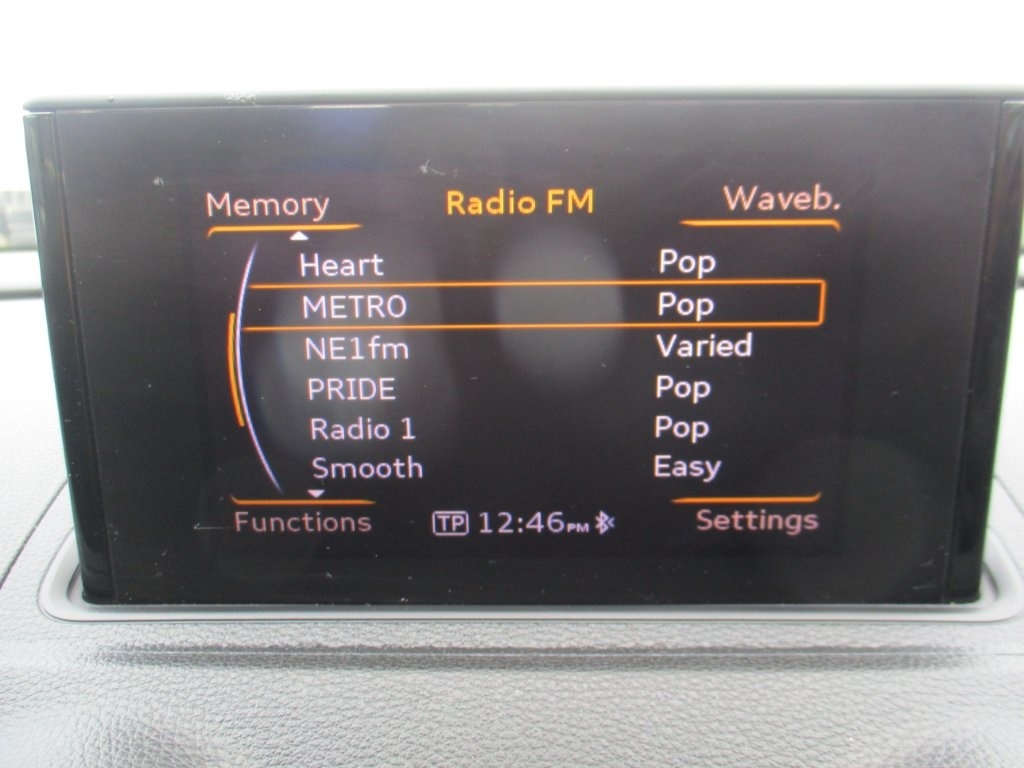 Memory Radio FM Waveb.
Heart Pop
METRO Pop
NE1fm Varied
PRIDE Pop
Radio 1 Pop
Smooth Easy
Functions TP 12:46PM Settings